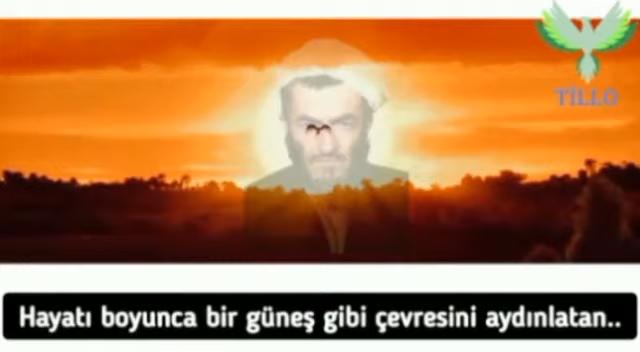 TİLLO
Hayatı boyunca bir güneş gibi çevresini aydınlatan..